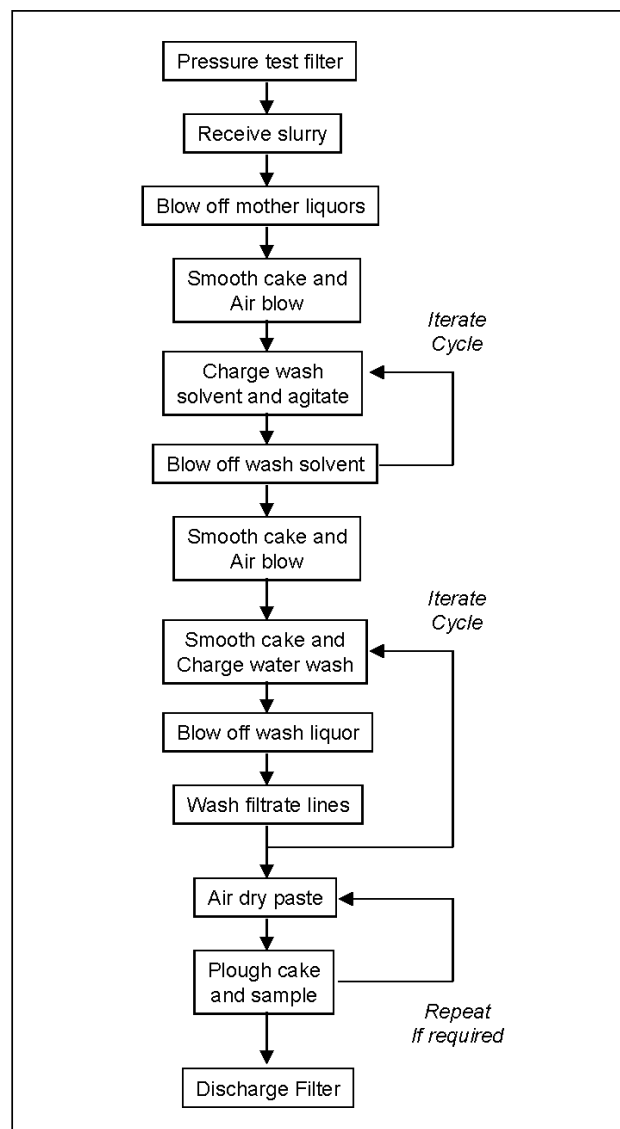 Pressure test filter
Receive slurry
Blow off mother liquors
Smooth cake and
Air blow
Iterate
Cycle
Charge wash
solvent and agitate
Blow off wash solvent
Smooth cake and
Air blow
Iterate
Cycle
Smooth cake and
Charge water wash
Blow off wash liquor
Wash filtrate lines
Air dry paste
Plough cake
and sample
Repeat
If required
Discharge Filter